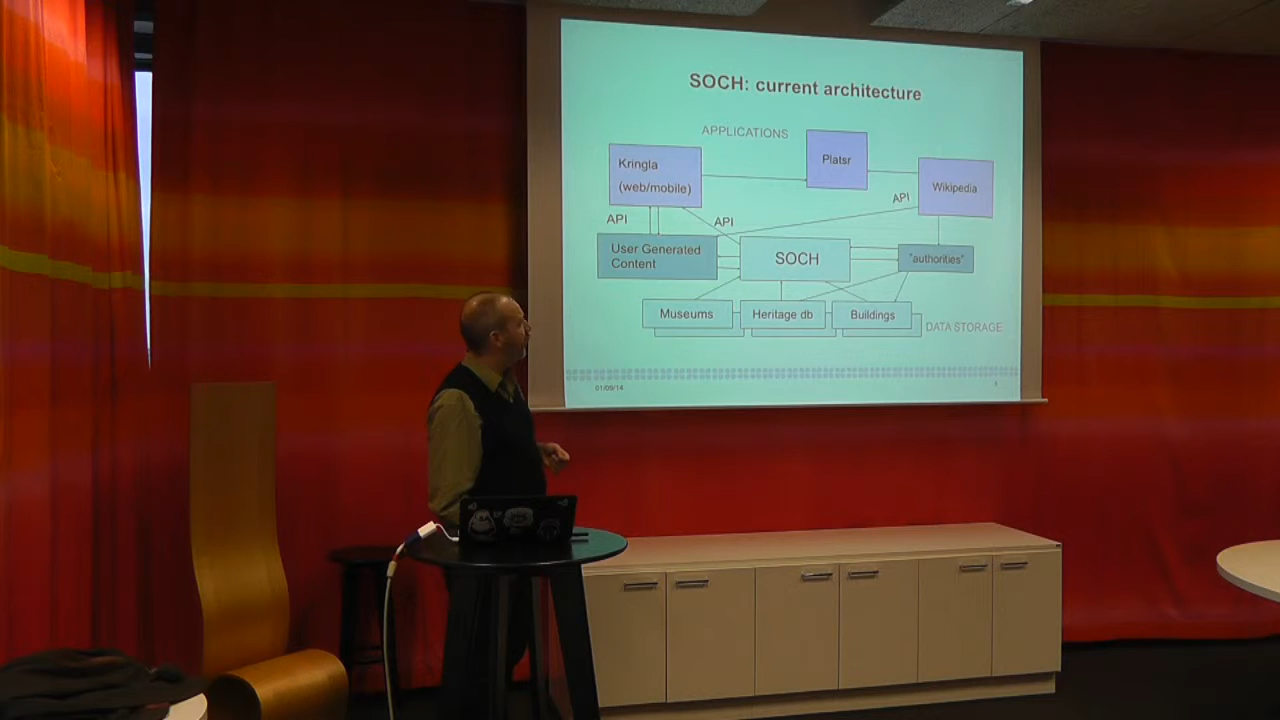 SOCH: current architecture
APPLICATIONS
Kringla
(web/mobile)
Platsr
Wikipedia
API
API
API
User Generated
Content
SOCH
"authorities"
Museums
Heritage db
Buildings
DATA STORAGE
01/09/14
1